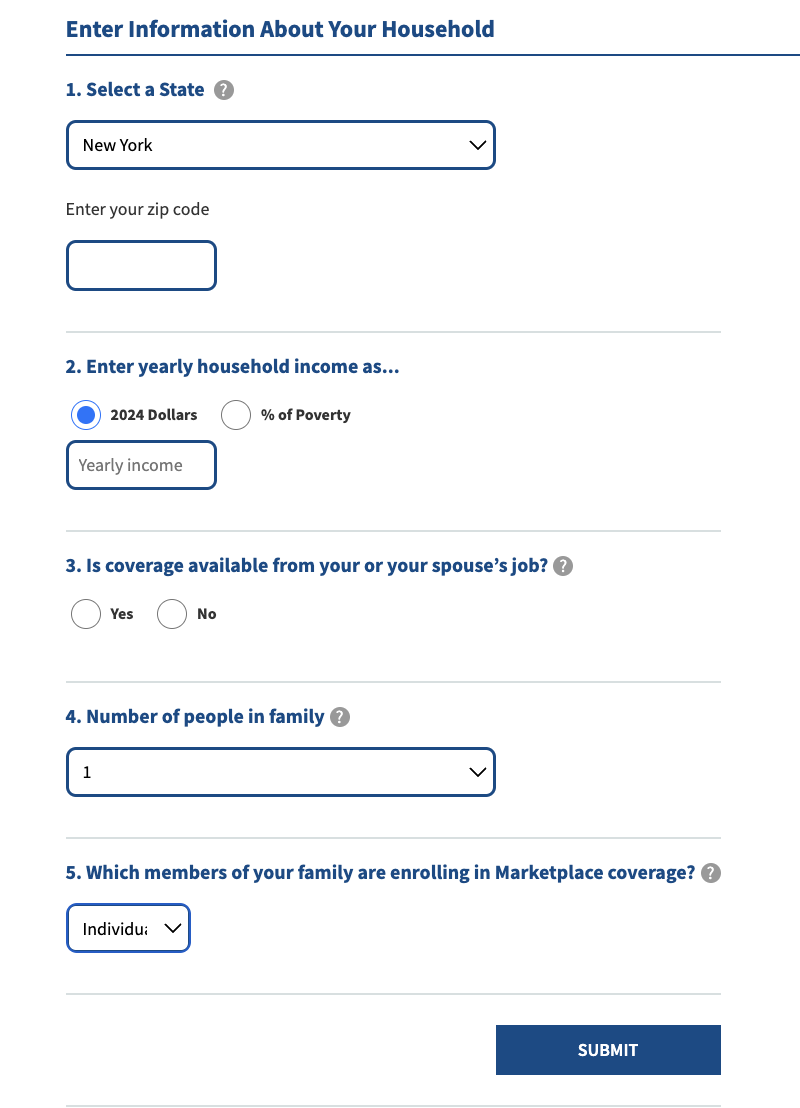 Enter Information About Your Household
1. Select a State ?
New York
Enter your zip code
2. Enter yearly household income as...
2024 Dollars % of Poverty
Yearly income
3. Is coverage available from your or your spouse’s job? ?
Yes No
4. Number of people in family ?
1
5. Which members of your family are enrolling in Marketplace coverage? ?
Individu
SUBMIT